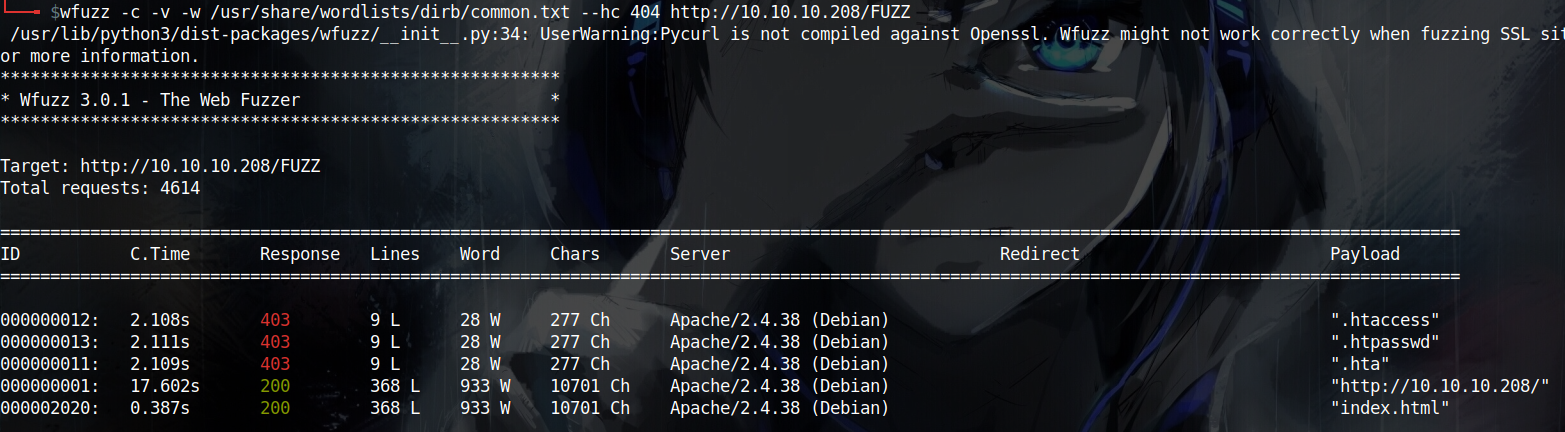 $wfuzz -c -v -w /usr/share/wordlists/dirb/common.txt --hc 404 http://10.10.10.208/FUZZ
/usr/lib/python3/dist-packages/wfuzz/__init__.py:34: UserWarning:Pycurl is not compiled against Openssl. Wfuzz might not work correctly when fuzzing SSL sit
or more information.
********************************************************
* Wfuzz 3.0.1 - The Web Fuzzer                         *
********************************************************
Target: http://10.10.10.208/FUZZ
Total requests: 4614
==================================================================================================================================================
ID           C.Time       Response   Lines    Word     Chars       Server                           Redirect                         Payload
==================================================================================================================================================
000000012:   2.108s       403        9 L      28 W     277 Ch      Apache/2.4.38 (Debian)                                            ".htaccess"
000000013:   2.111s       403        9 L      28 W     277 Ch      Apache/2.4.38 (Debian)                                            ".htpasswd"
000000011:   2.109s       403        9 L      28 W     277 Ch      Apache/2.4.38 (Debian)                                            ".hta"
000000001:   17.602s      200        368 L    933 W    10701 Ch    Apache/2.4.38 (Debian)                                            "http://10.10.10.208/"
000002020:   0.387s       200        368 L    933 W    10701 Ch    Apache/2.4.38 (Debian)                                            "index.html"